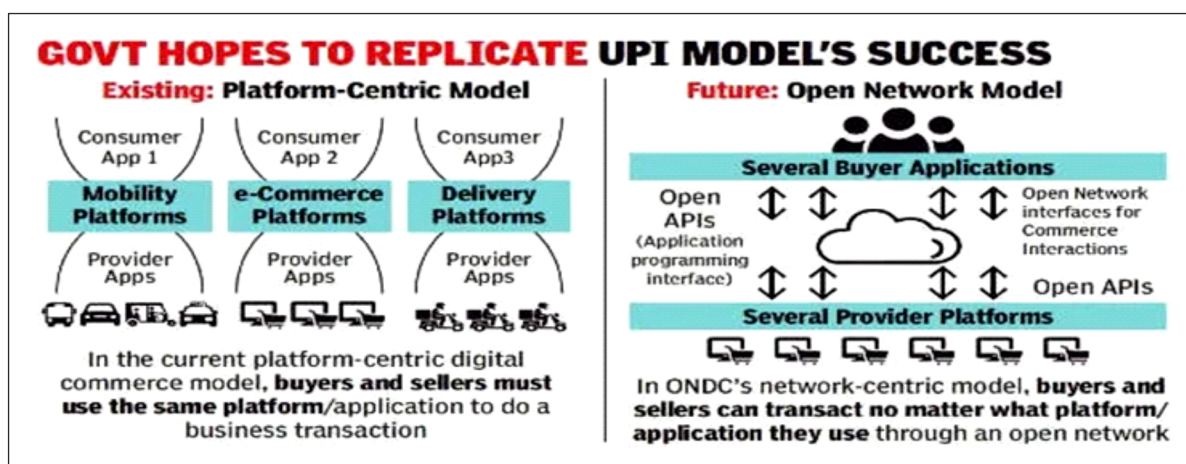 GOVT HOPES TO REPLICATE UPI MODEL'S SUCCESS
Existing: Platform-Centric Model
Consumer
App 1
Mobility
Platforms
Provider
Apps
Consumer
App 2
e-Commerce
Platforms
Provider
Apps
Consumer
App3
Delivery
Platforms
Provider
Apps
In the current platform-centric digital
commerce model, buyers and sellers must
use the same platform/application to do a
business transaction
Future: Open Network Model
Several Buyer Applications
Open
APIs
(Application
programming
interface)
Open Network
interfaces for
Commerce
Interactions
Open APIs
Several Provider Platforms
In ONDC's network-centric model, buyers and
sellers can transact no matter what platform/
application they use through an open network